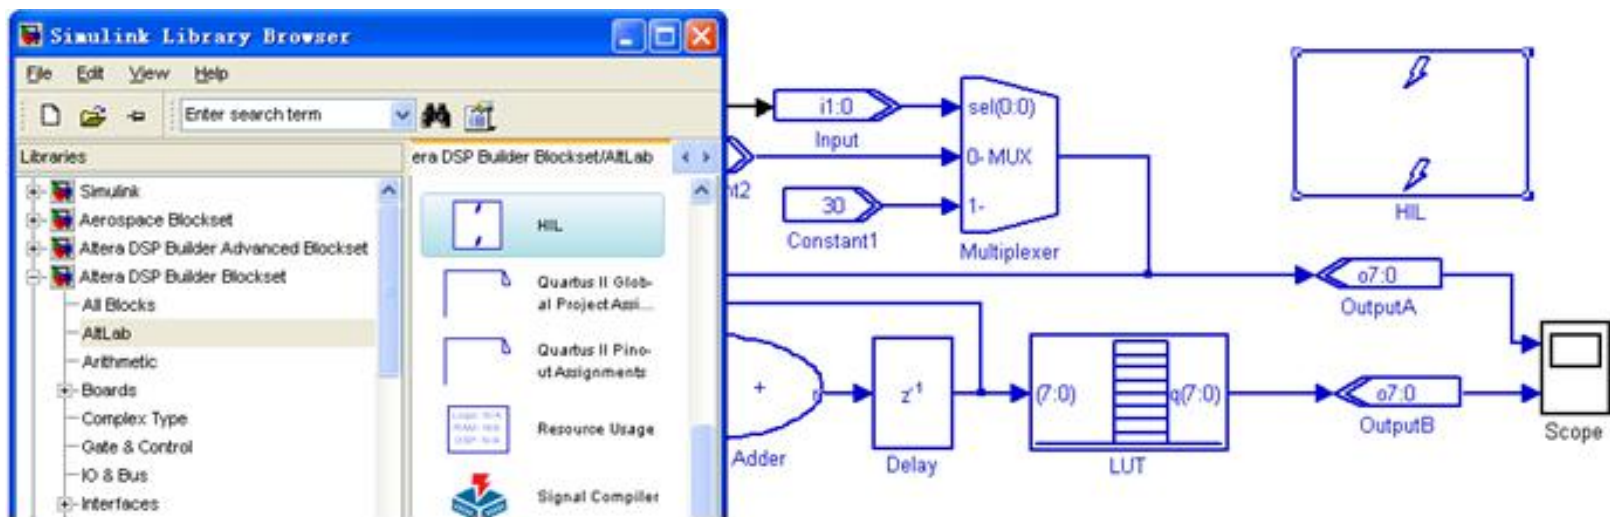 Simulink Library Browser
File Edit View Help
Enter search term
Libraries
era DSP Builder Blockset/AltLab
Simulink
Aerospace Blockset
Altera DSP Builder Advanced Blockset
Altera DSP Builder Blockset
All Blocks
AltLab
Arithmetic
Boards
Complex Type
Gate & Control
IO & Bus
Interfaces
HIL
Quartus II Glob-
al Project Assi...
Quartus II Pino-
ut Assignments
Resource Usage
Signal Compiler
i1:0
Input
nt2
30
Constant1
sel(0:0)
0- MUX
1-
Multiplexer
HIL
o7:0
OutputA
+
r
Adder
z-1
Delay
(7:0)
q(7:0)
LUT
o7:0
OutputB
Scope